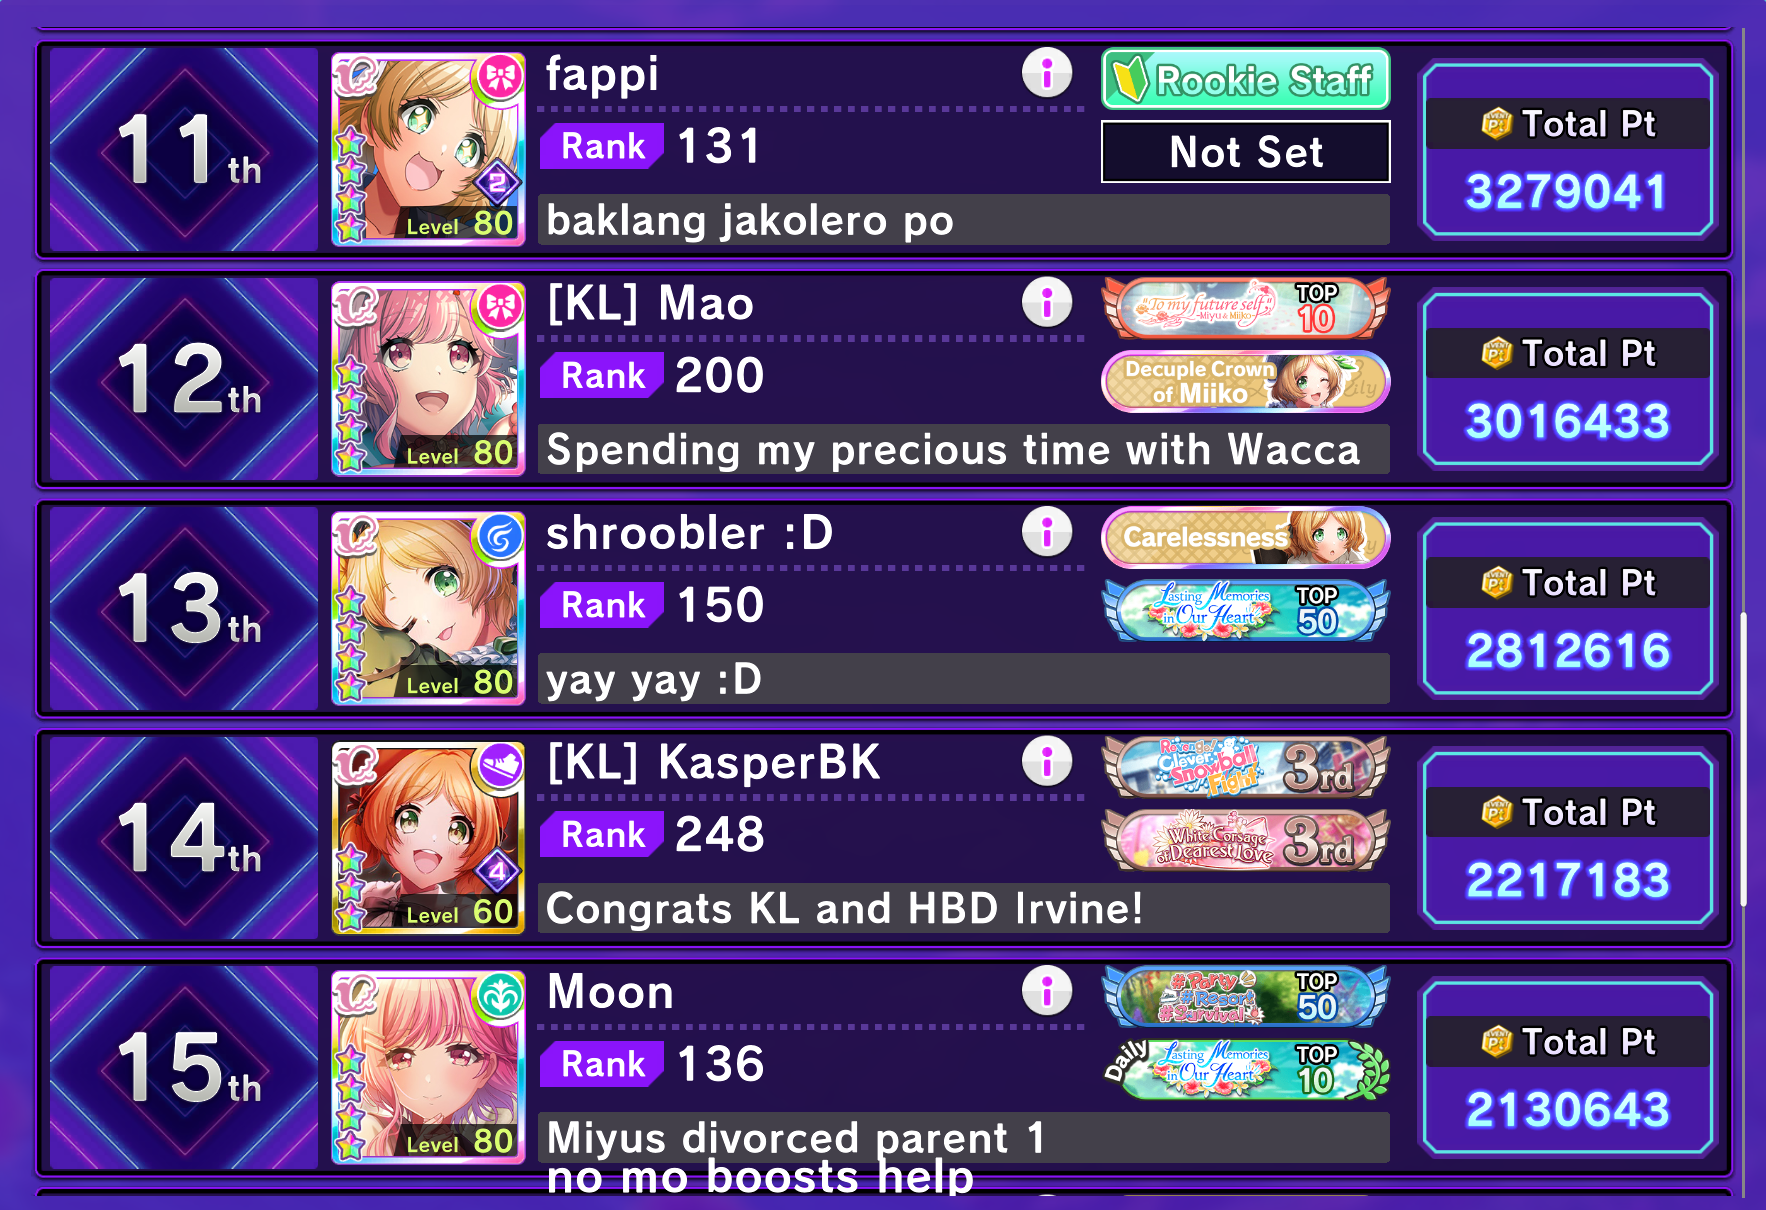 11th
fappi
Rookie Staff
Rank 131
Not Set
Total Pt
3279041
2
Level 80
baklang jakolero po
12th
[KL] Mao
"To my future self,"
-Miyu & Miiko-
TOP
10
Rank 200
Decuple Crown
of Miiko
Total Pt
3016433
Level 80
Spending my precious time with Wacca
13th
shroobler :D
Carelessness
Rank 150
Lasting Memories
in Our Heart
TOP
50
Total Pt
2812616
Level 80
yay yay :D
14th
[KL] KasperBK
Revenge!
Clever
Snowball
Fight
3rd
Rank 248
White Corsage
of Dearest Love
3rd
Total Pt
2217183
4
Level 60
Congrats KL and HBD Irvine!
15th
Moon
#Party
#Resort
#Survival
TOP
50
Rank 136
Daily
Lasting Memories
in Our Heart
TOP
10
Total Pt
2130643
Level 80
Miyus divorced parent 1
no mo boosts help